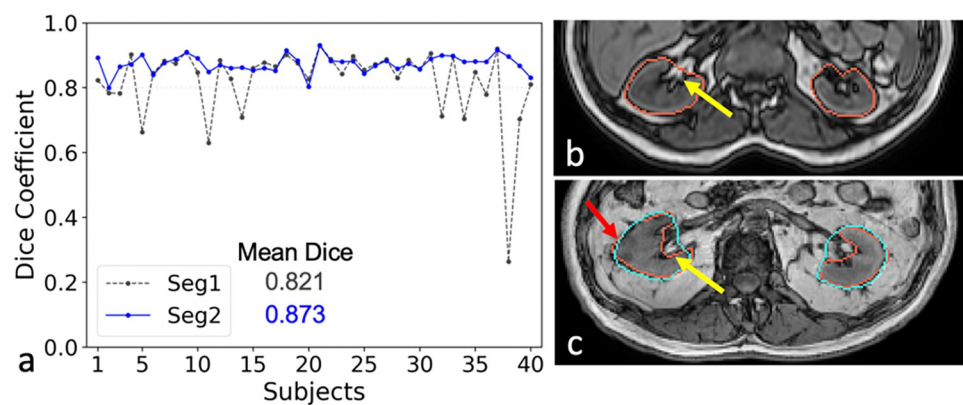 1.0
0.8
0.6
0.4
0.2
0.0
Dice Coefficient
Mean Dice
Seg1 0.821
Seg2 0.873
1 5 10 15 20 25 30 35 40
Subjects
a
b
c